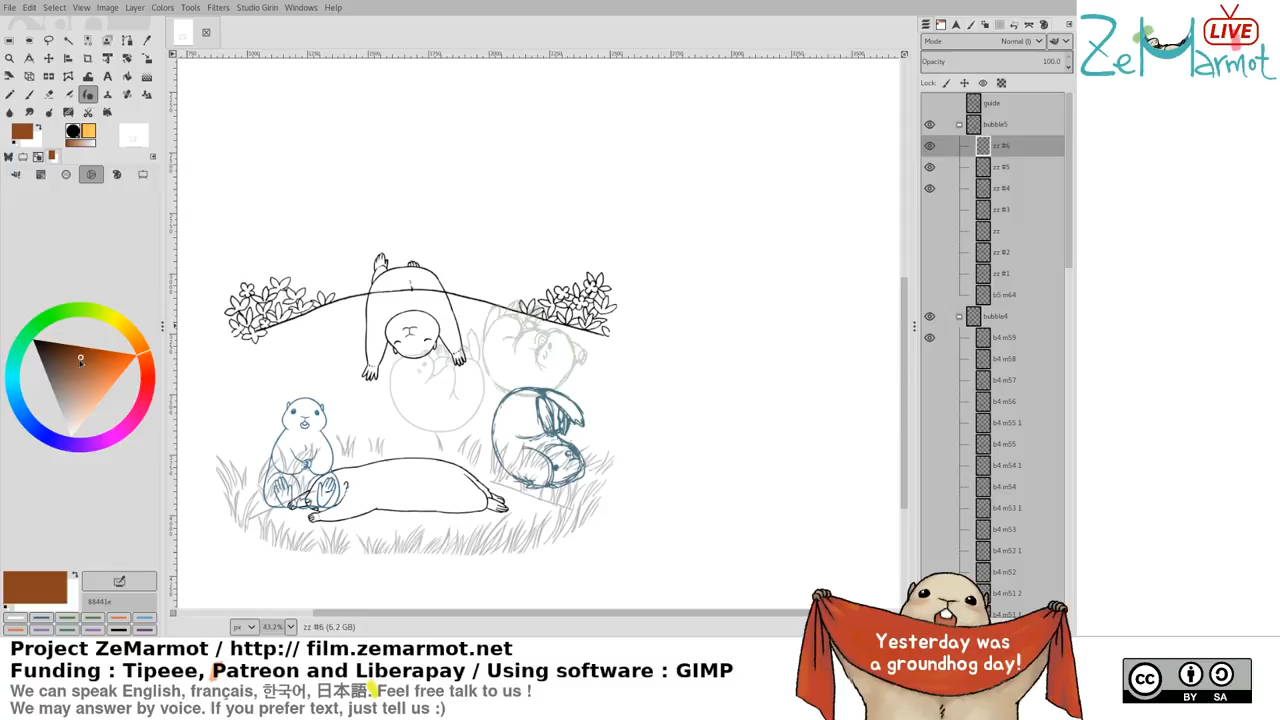 File Edit Select View Image Layer Colors Tools Filters Studio Girin Windows Help
ZeMarmot LIVE
Mode Normal (l)
Opacity 100.0
Lock:
guide
bubble5
zz #6
zz #5
zz #4
zz #3
zz
zz #2
zz #1
b5 m64
bubble4
b4 m59
b4 m58
b4 m57
b4 m56
b4 m55 1
b4 m55
b4 m54 1
b4 m54
b4 m53 1
b4 m53
b4 m52 1
b4 m52
b4 m51 2
b4 m51 1
88441e
px 43.2% zz #6 (6.2 GB)
Project ZeMarmot / http:// film.zemarmot.net
Funding : Tipeee, Patreon and Liberapay / Using software : GIMP
We can speak English, français, 한국어, 日本語. Feel free talk to us !
We may answer by voice. If you prefer text, just tell us :)
Yesterday was
a groundhog day!
cc
BY SA